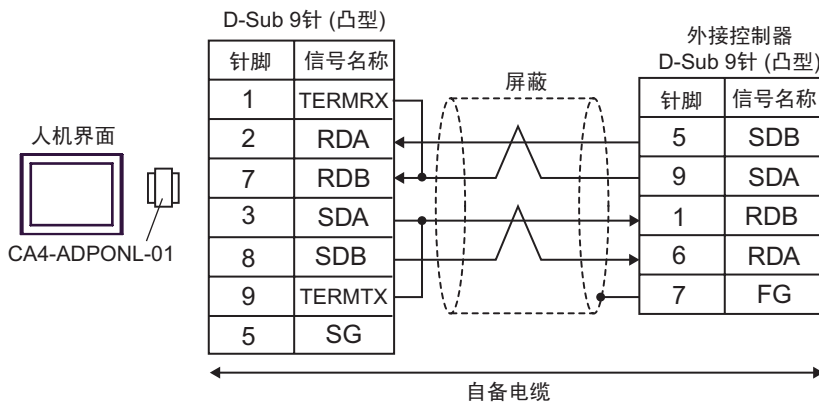 D-Sub 9针 (凸型)
外接控制器
D-Sub 9针 (凸型)
针脚 信号名称
屏蔽
针脚 信号名称
1 TERMRX
人机界面
2 RDA
5 SDB
7 RDB
9 SDA
3 SDA
1 RDB
CA4-ADPONL-01
8 SDB
6 RDA
9 TERMTX
7 FG
5 SG
自备电缆